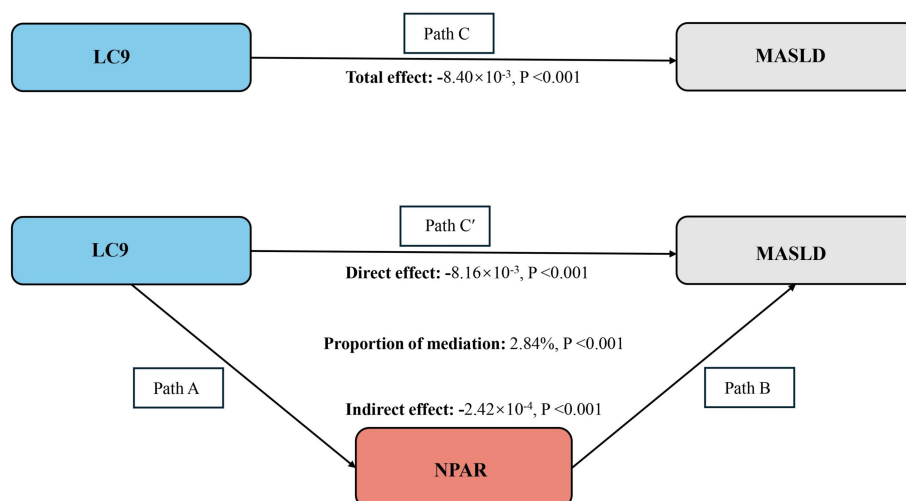 Path C
LC9
MASLD
Total effect: -8.40×10⁻³, P <0.001
Path C′
LC9
MASLD
Direct effect: -8.16×10⁻³, P <0.001
Proportion of mediation: 2.84%, P <0.001
Path A
Path B
Indirect effect: -2.42×10⁻⁴, P <0.001
NPAR